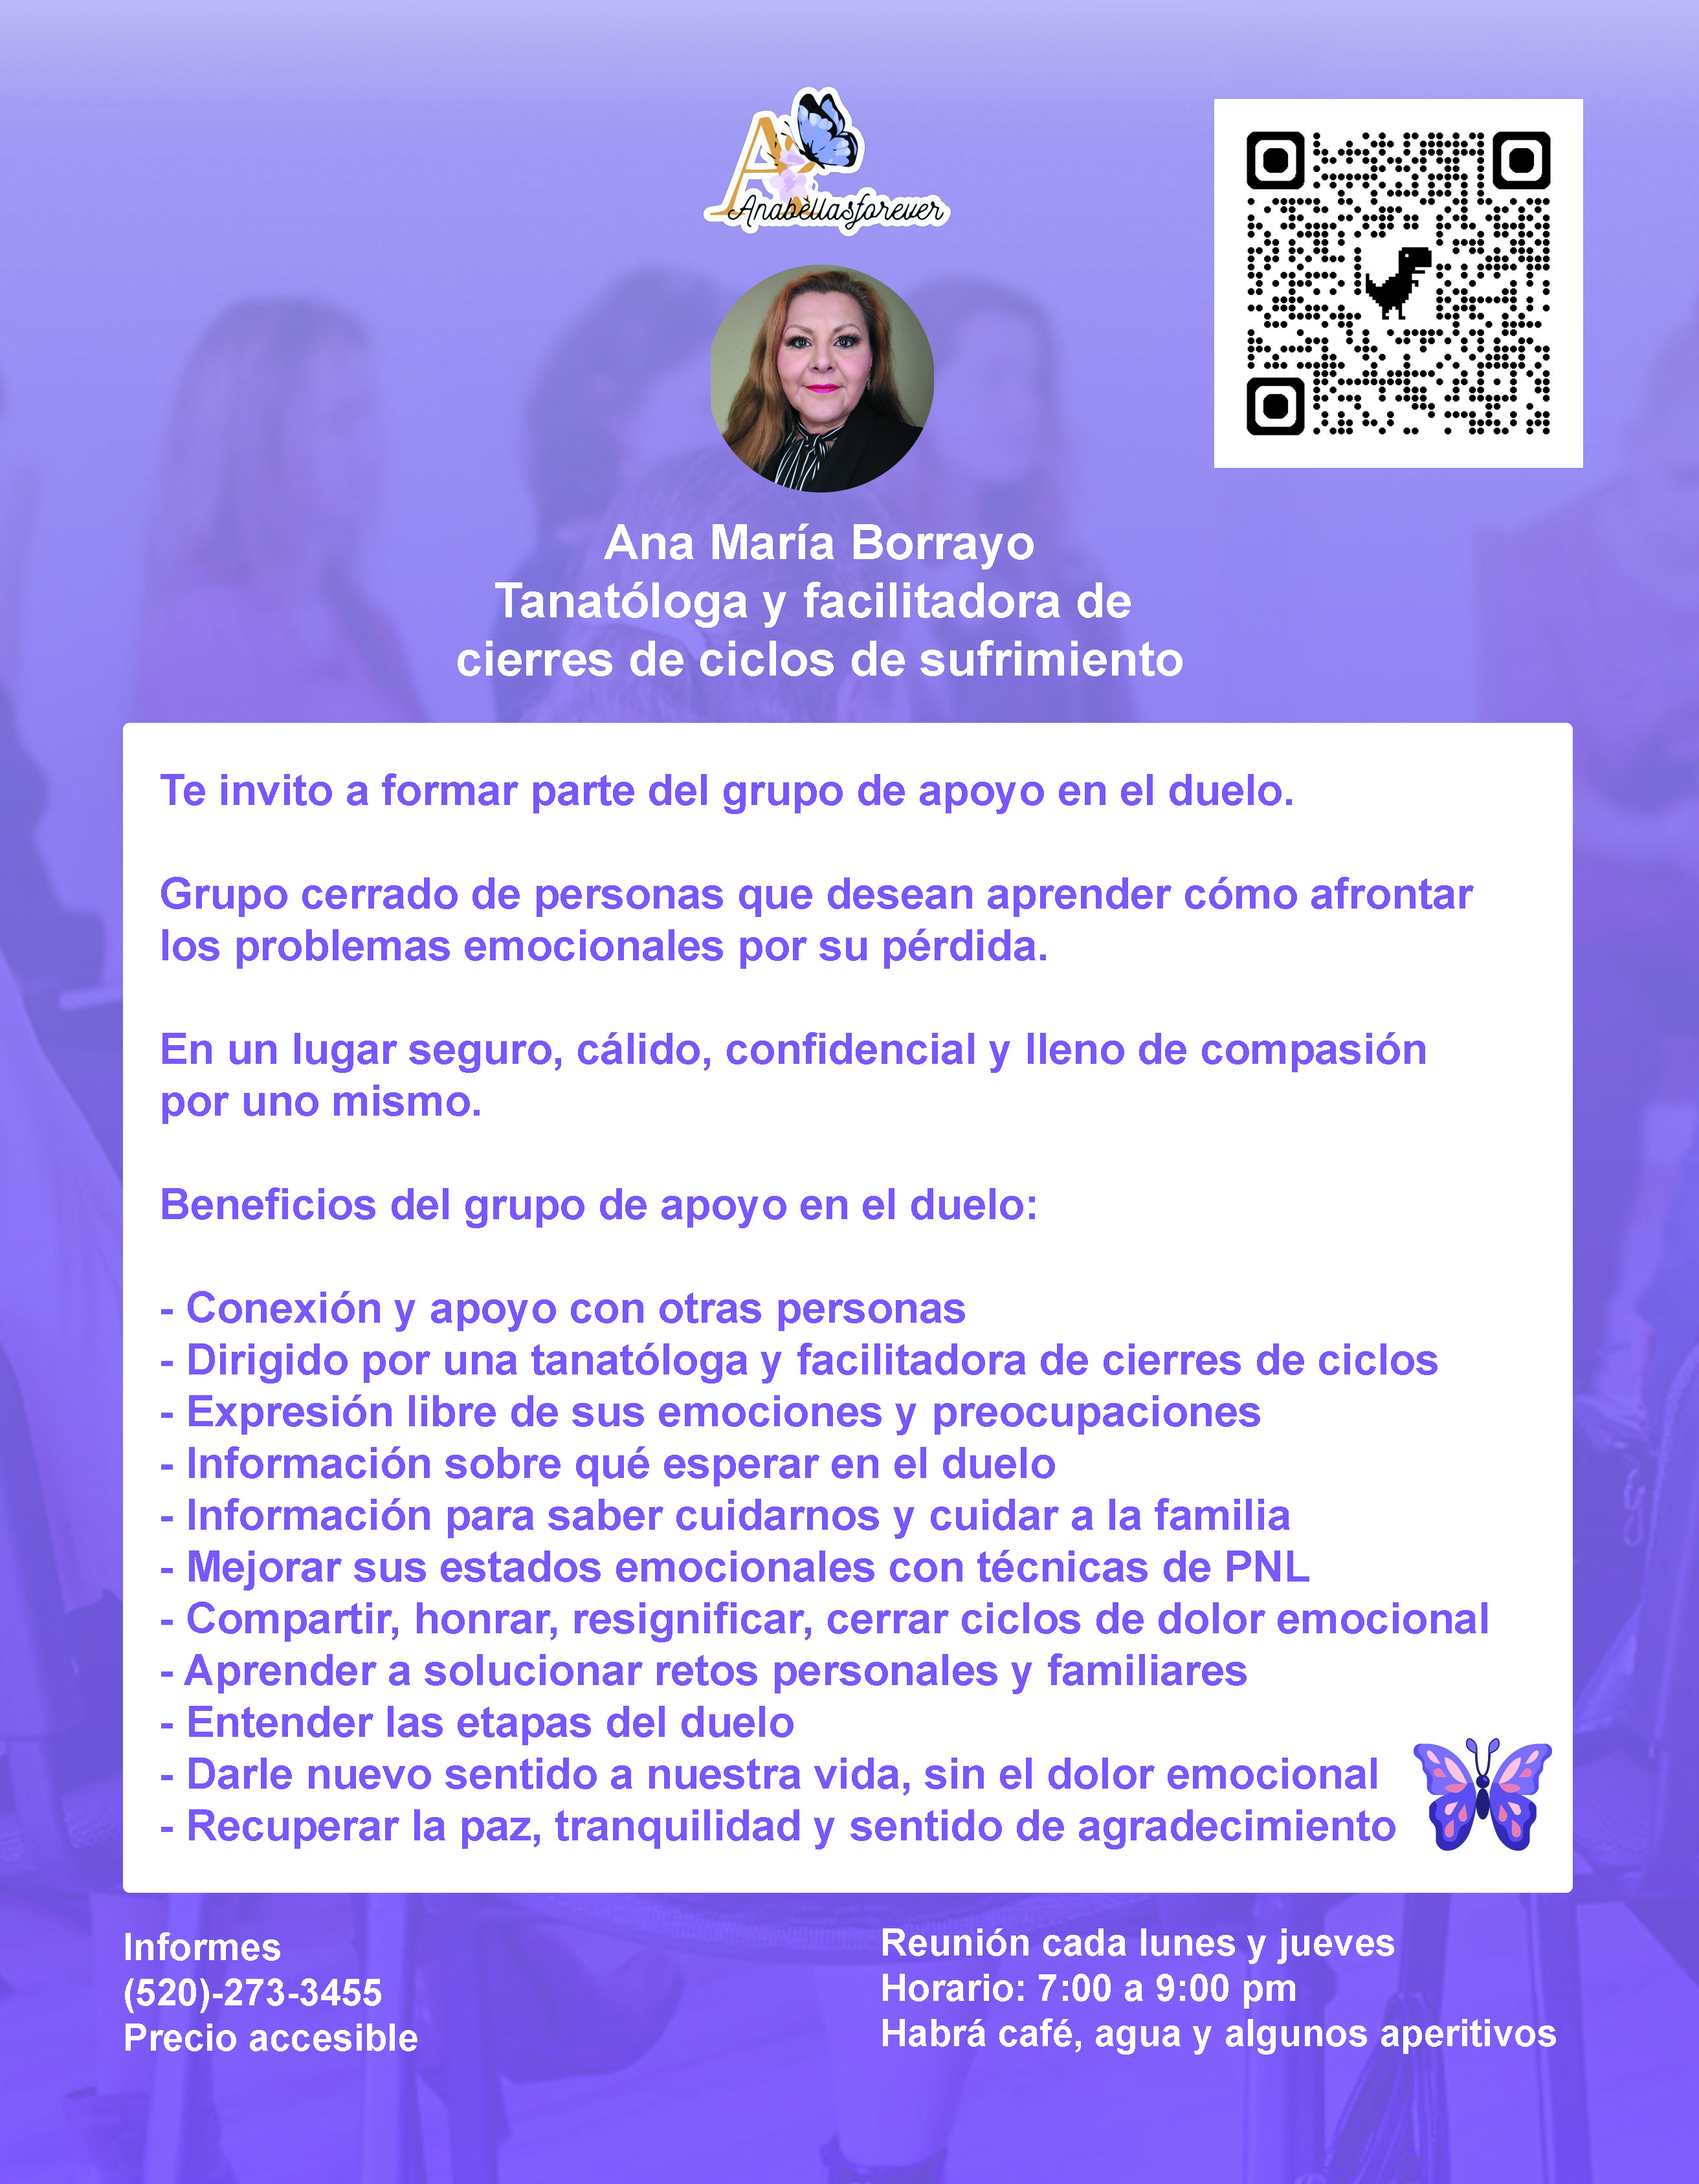 A
Anabellasforever
Ana María Borrayo
Tanatóloga y facilitadora de
cierres de ciclos de sufrimiento
Te invito a formar parte del grupo de apoyo en el duelo.
Grupo cerrado de personas que desean aprender cómo afrontar
los problemas emocionales por su pérdida.
En un lugar seguro, cálido, confidencial y lleno de compasión
por uno mismo.
Beneficios del grupo de apoyo en el duelo:
- Conexión y apoyo con otras personas
- Dirigido por una tanatóloga y facilitadora de cierres de ciclos
- Expresión libre de sus emociones y preocupaciones
- Información sobre qué esperar en el duelo
- Información para saber cuidarnos y cuidar a la familia
- Mejorar sus estados emocionales con técnicas de PNL
- Compartir, honrar, resignificar, cerrar ciclos de dolor emocional
- Aprender a solucionar retos personales y familiares
- Entender las etapas del duelo
- Darle nuevo sentido a nuestra vida, sin el dolor emocional
- Recuperar la paz, tranquilidad y sentido de agradecimiento
Informes
(520)-273-3455
Precio accesible
Reunión cada lunes y jueves
Horario: 7:00 a 9:00 pm
Habrá café, agua y algunos aperitivos